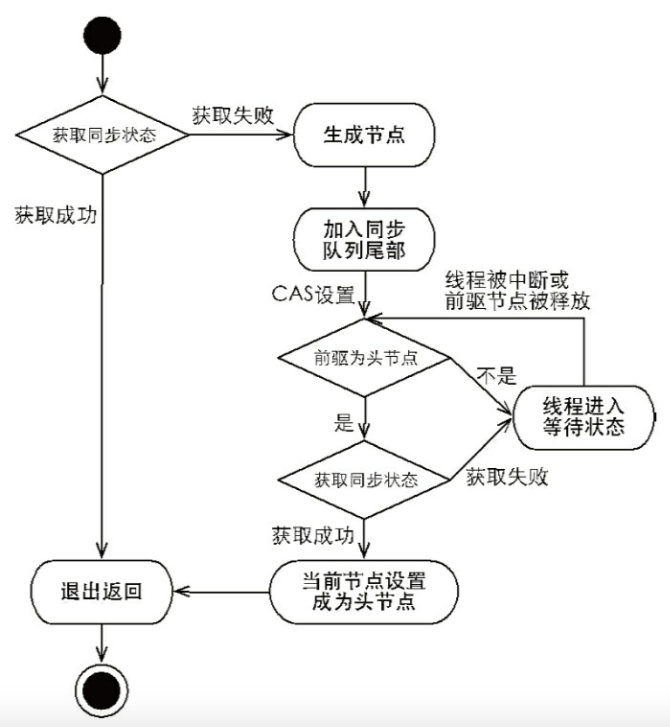 获取同步状态
获取失败
生成节点
获取成功
加入同步
队列尾部
CAS设置
线程被中断或
前驱节点被释放
前驱为头节点
不是
线程进入
等待状态
是
获取同步状态
获取失败
获取成功
退出返回
当前节点设置
成为头节点